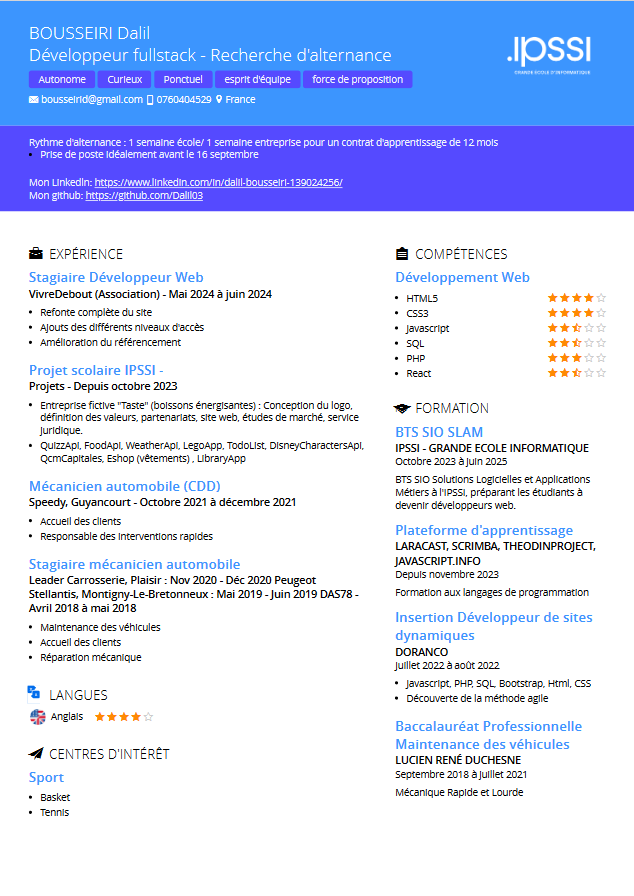 BOUSSEIRI Dalil
Développeur fullstack - Recherche d'alternance
.IPSSI
GRANDE ECOLE D'INFORMATIQUE
Autonome Curieux Ponctuel esprit d'équipe force de proposition
bousseirid@gmail.com 0760404529 France
Rythme d'alternance : 1 semaine école/ 1 semaine entreprise pour un contrat d'apprentissage de 12 mois
• Prise de poste idéalement avant le 16 septembre
Mon Linkedln: https://www.linkedin.com/in/dalil-bousseiri-139024256/
Mon github: https://github.com/Dalil03
EXPÉRIENCE
Stagiaire Développeur Web
VivreDebout (Association) - Mai 2024 à juin 2024
• Refonte complète du site
• Ajouts des différents niveaux d'accès
• Amélioration du référencement
Projet scolaire IPSSI -
Projets - Depuis octobre 2023
• Entreprise fictive "Taste" (boissons énergisantes) : Conception du logo,
définition des valeurs, partenariats, site web, études de marché, service
juridique.
• QuizzApi, FoodApi, WeatherApi, LegoApp, TodoList, DisneyCharactersApi,
QcmCapitales, Eshop (vêtements) , LibraryApp
Mécanicien automobile (CDD)
Speedy, Guyancourt - Octobre 2021 à décembre 2021
• Accueil des clients
• Responsable des interventions rapides
Stagiaire mécanicien automobile
Leader Carrosserie, Plaisir : Nov 2020 - Déc 2020 Peugeot
Stellantis, Montigny-Le-Bretonneux : Mai 2019 - Juin 2019 DAS78 -
Avril 2018 à mai 2018
• Maintenance des véhicules
• Accueil des clients
• Réparation mécanique
LANGUES
Anglais
CENTRES D'INTÉRÊT
Sport
• Basket
• Tennis
COMPÉTENCES
Développement Web
• HTML5
• CSS3
• Javascript
• SQL
• PHP
• React
FORMATION
BTS SIO SLAM
IPSSI - GRANDE ECOLE INFORMATIQUE
Octobre 2023 à juin 2025
BTS SIO Solutions Logicielles et Applications
Métiers à l'IPSSI, préparant les étudiants à
devenir développeurs web.
Plateforme d'apprentissage
LARACAST, SCRIMBA, THEODINPROJECT,
JAVASCRIPT.INFO
Depuis novembre 2023
Formation aux langages de programmation
Insertion Développeur de sites
dynamiques
DORANCO
Juillet 2022 à août 2022
• Javascript, PHP, SQL, Bootstrap, Html, CSS
• Découverte de la méthode agile
Baccalauréat Professionnelle
Maintenance des véhicules
LUCIEN RENÉ DUCHESNE
Septembre 2018 à juillet 2021
Mécanique Rapide et Lourde